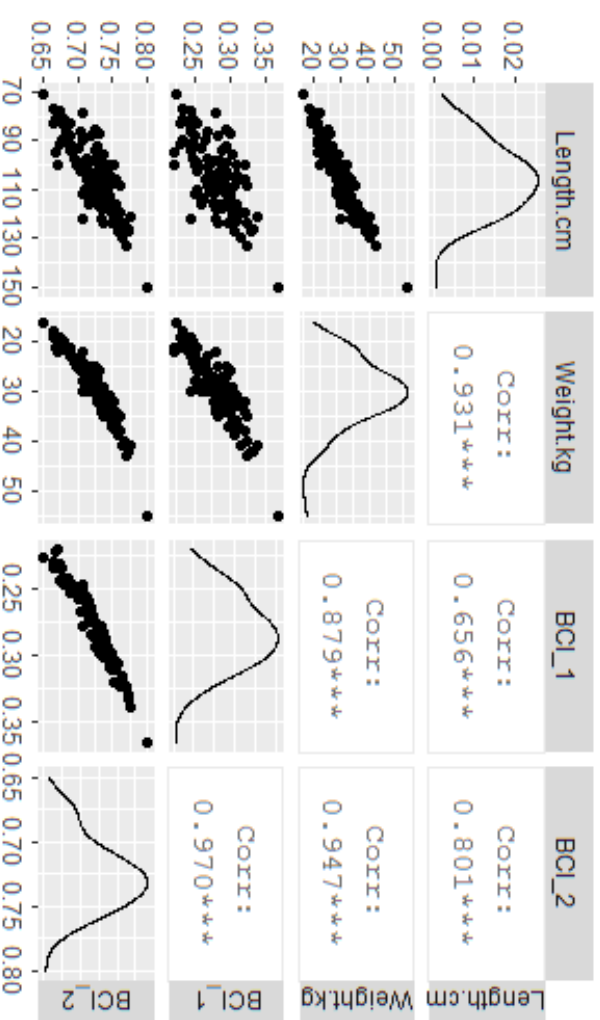 Length.cm
Weight.kg
BCI_1
BCI_2
0.02
0.01
0.00
Corr:
0.931***
Corr:
0.656***
Corr:
0.801***
Length.cm
50
40
30
20
Corr:
0.879***
Corr:
0.947***
Weight.kg
0.35
0.30
0.25
Corr:
0.970***
BCI_1
0.80
0.75
0.70
0.65
BCI_2
70 90 110 130 150
20 30 40 50
0.25 0.30 0.35
0.65 0.70 0.75 0.80